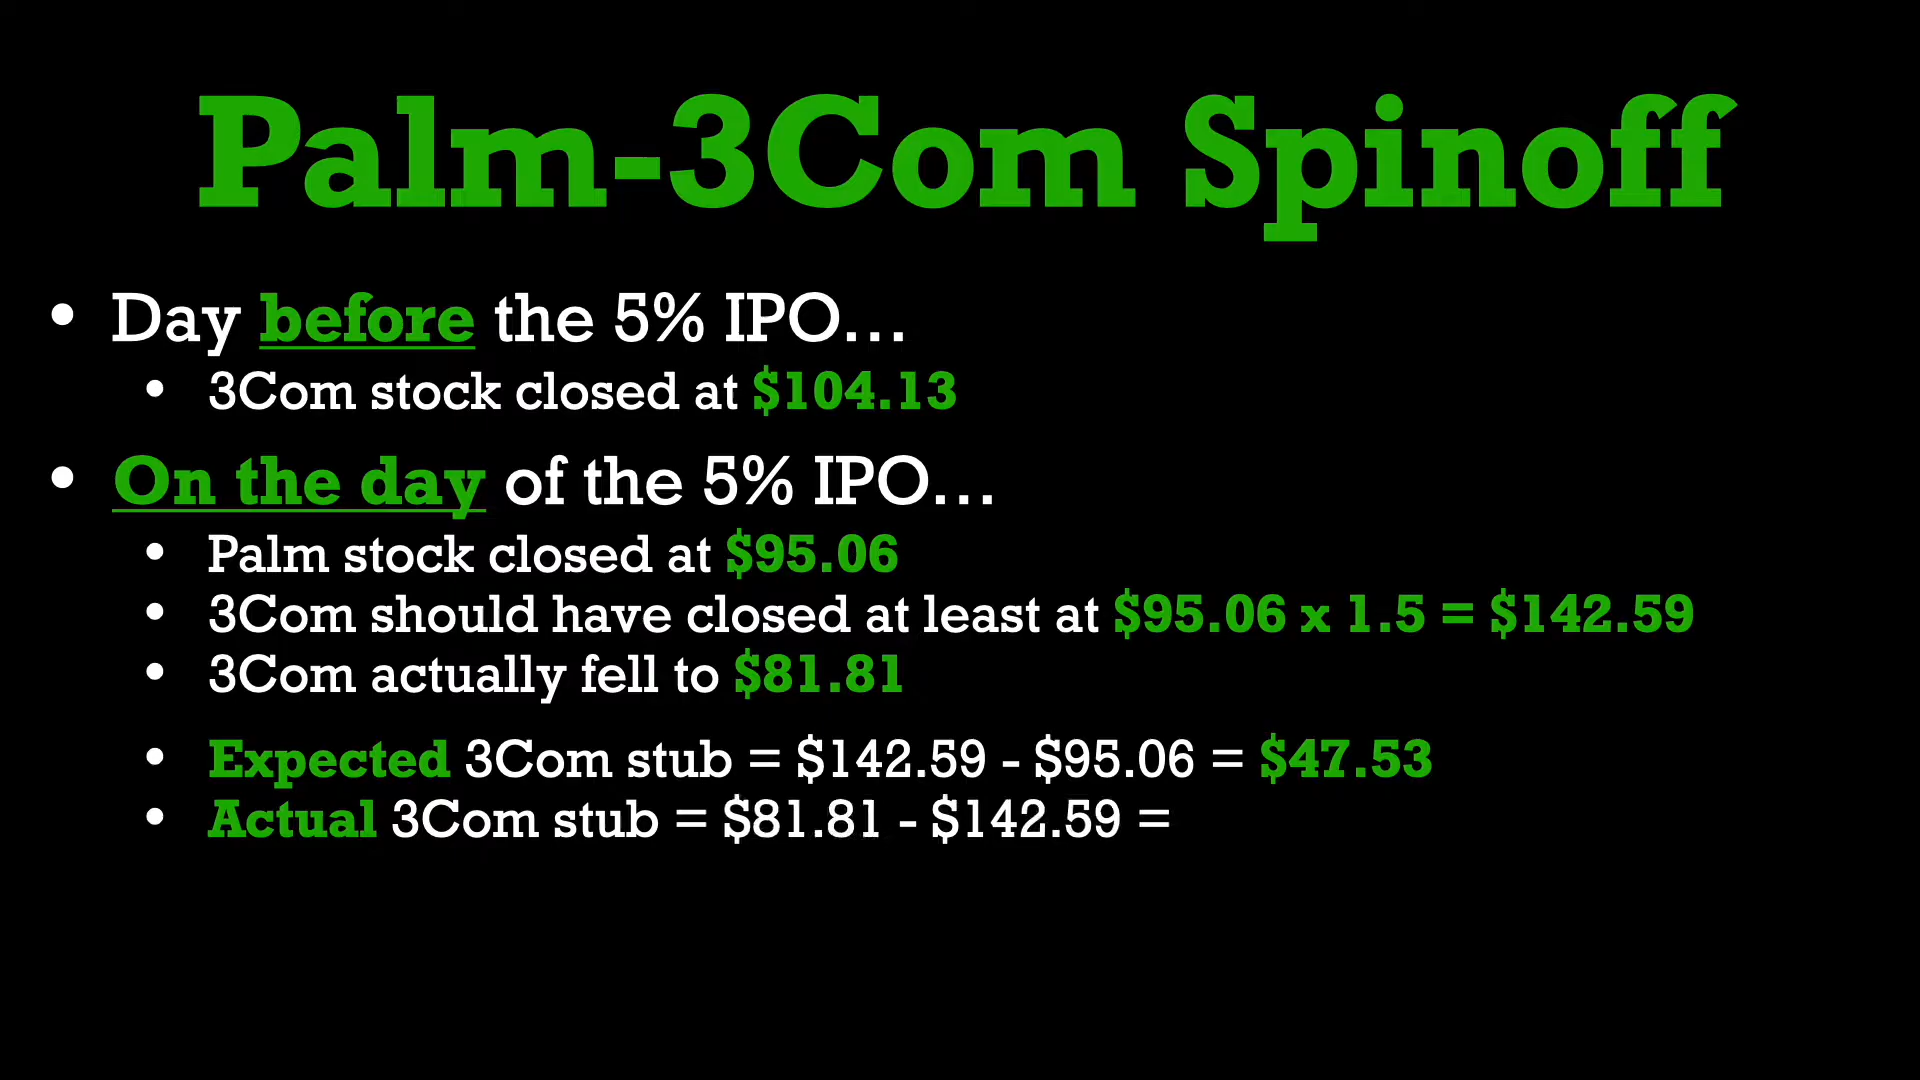 Palm-3Com Spinoff
• Day before the 5% IPO…
• 3Com stock closed at $104.13
• On the day of the 5% IPO…
• Palm stock closed at $95.06
• 3Com should have closed at least at $95.06 x 1.5 = $142.59
• 3Com actually fell to $81.81
• Expected 3Com stub = $142.59 - $95.06 = $47.53
• Actual 3Com stub = $81.81 - $142.59 =